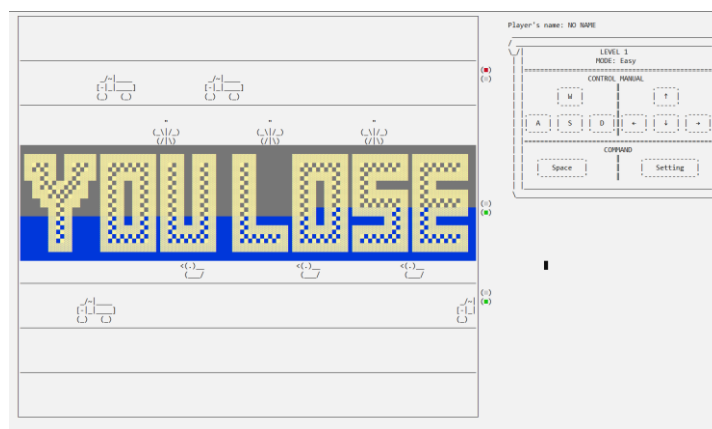 Player's name: NO NAME
LEVEL 1
MODE: Easy
CONTROL MANUAL
W ↑
A S D ← ↓ →
COMMAND
Space Setting
YOU LOSE